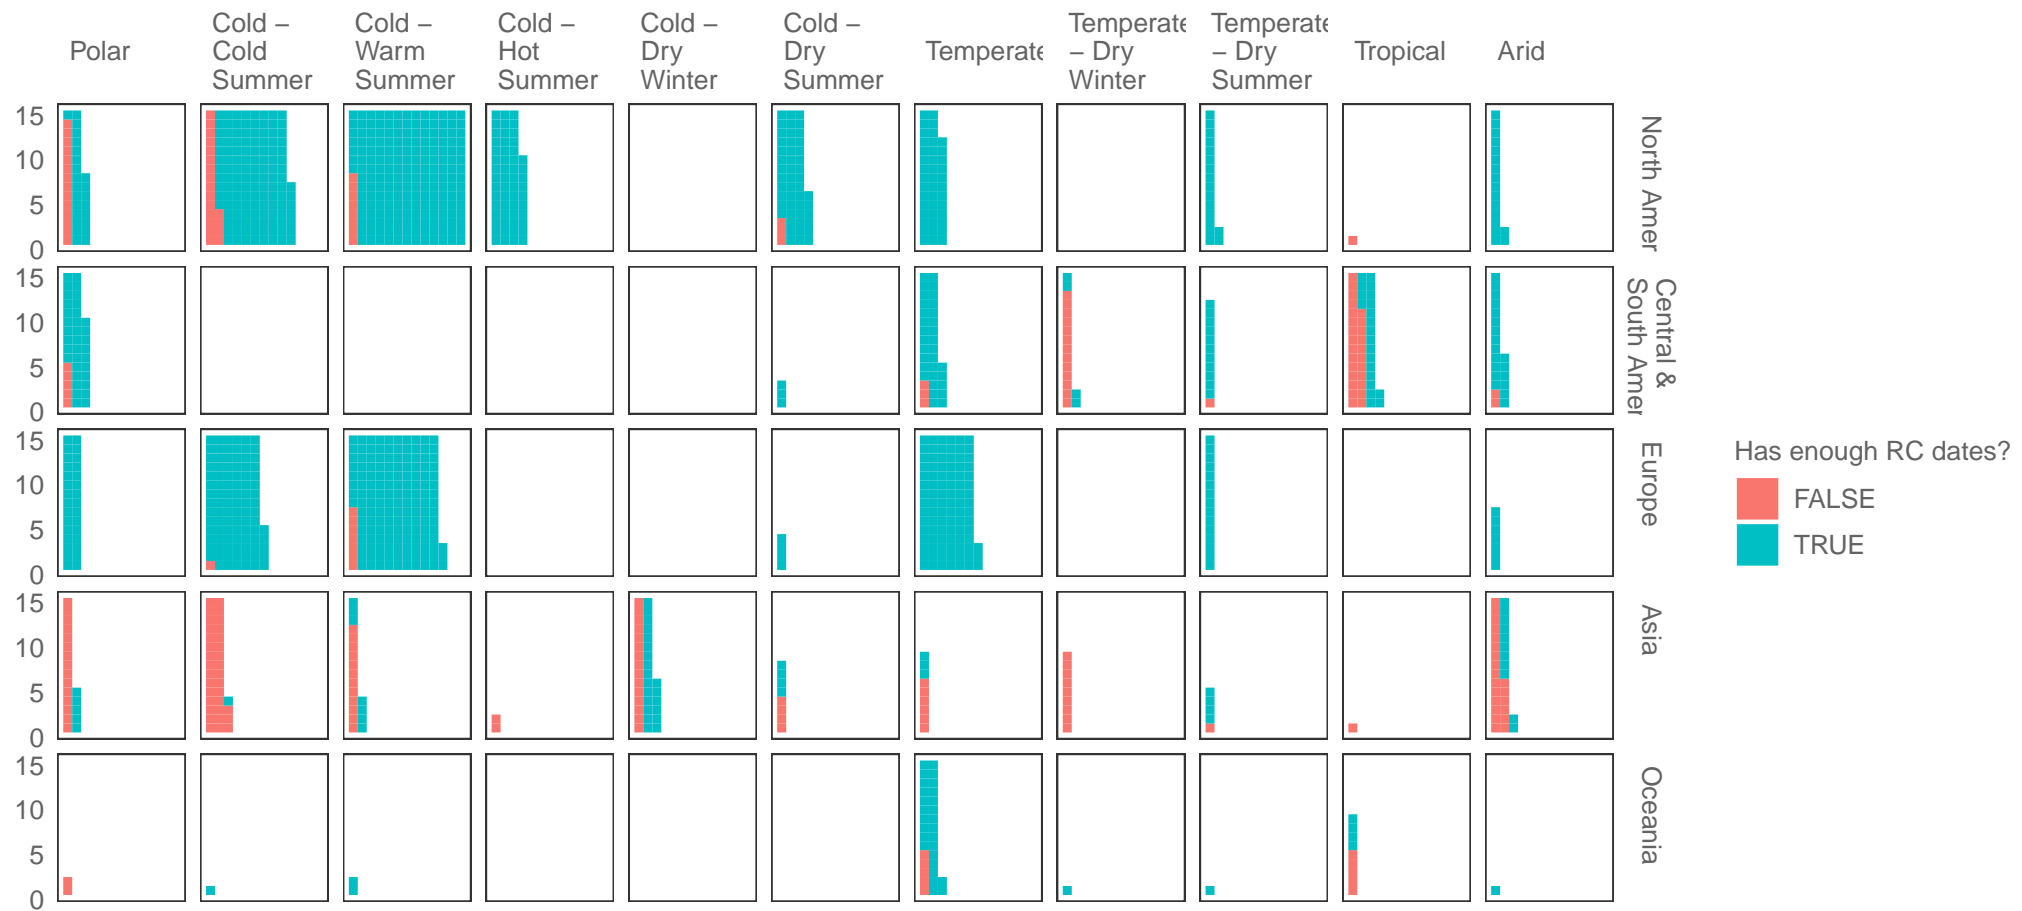 Polar
Cold –
Cold
Summer
Cold –
Warm
Summer
Cold –
Hot
Summer
Cold –
Dry
Winter
Cold –
Dry
Summer
Temperate
Temperate
– Dry
Winter
Temperate
– Dry
Summer
Tropical
Arid
15
10
5
0
North Amer
15
10
5
0
Central &
South Amer
15
10
5
0
Europe
15
10
5
0
Asia
15
10
5
0
Oceania
Has enough RC dates?
FALSE
TRUE